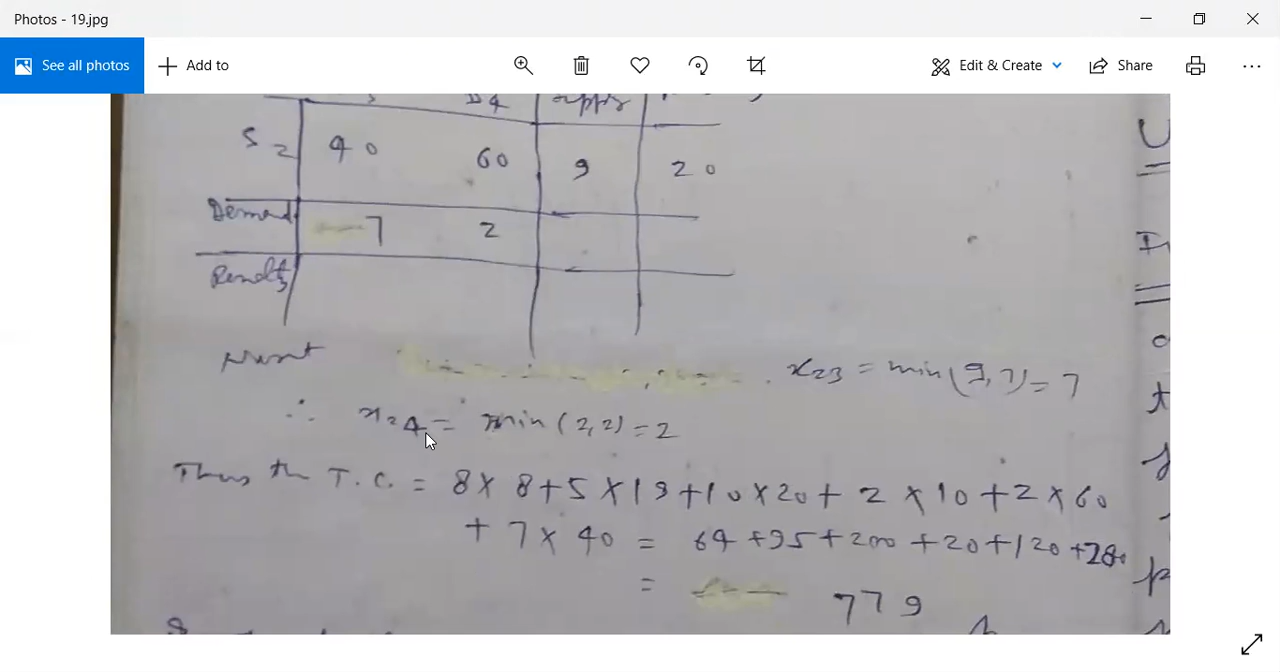 Photos - 19.jpg
See all photos
Add to
Edit & Create
Share
D4
S2 40 60 9 20
Demand 7 2
Next x23 = min(9,7) = 7
∴ x24 = min(2,2) = 2
Thus the T.C. = 8×8+5×19+10×20+2×10+2×60
+ 7×40 = 64+95+200+20+120+280
= 779